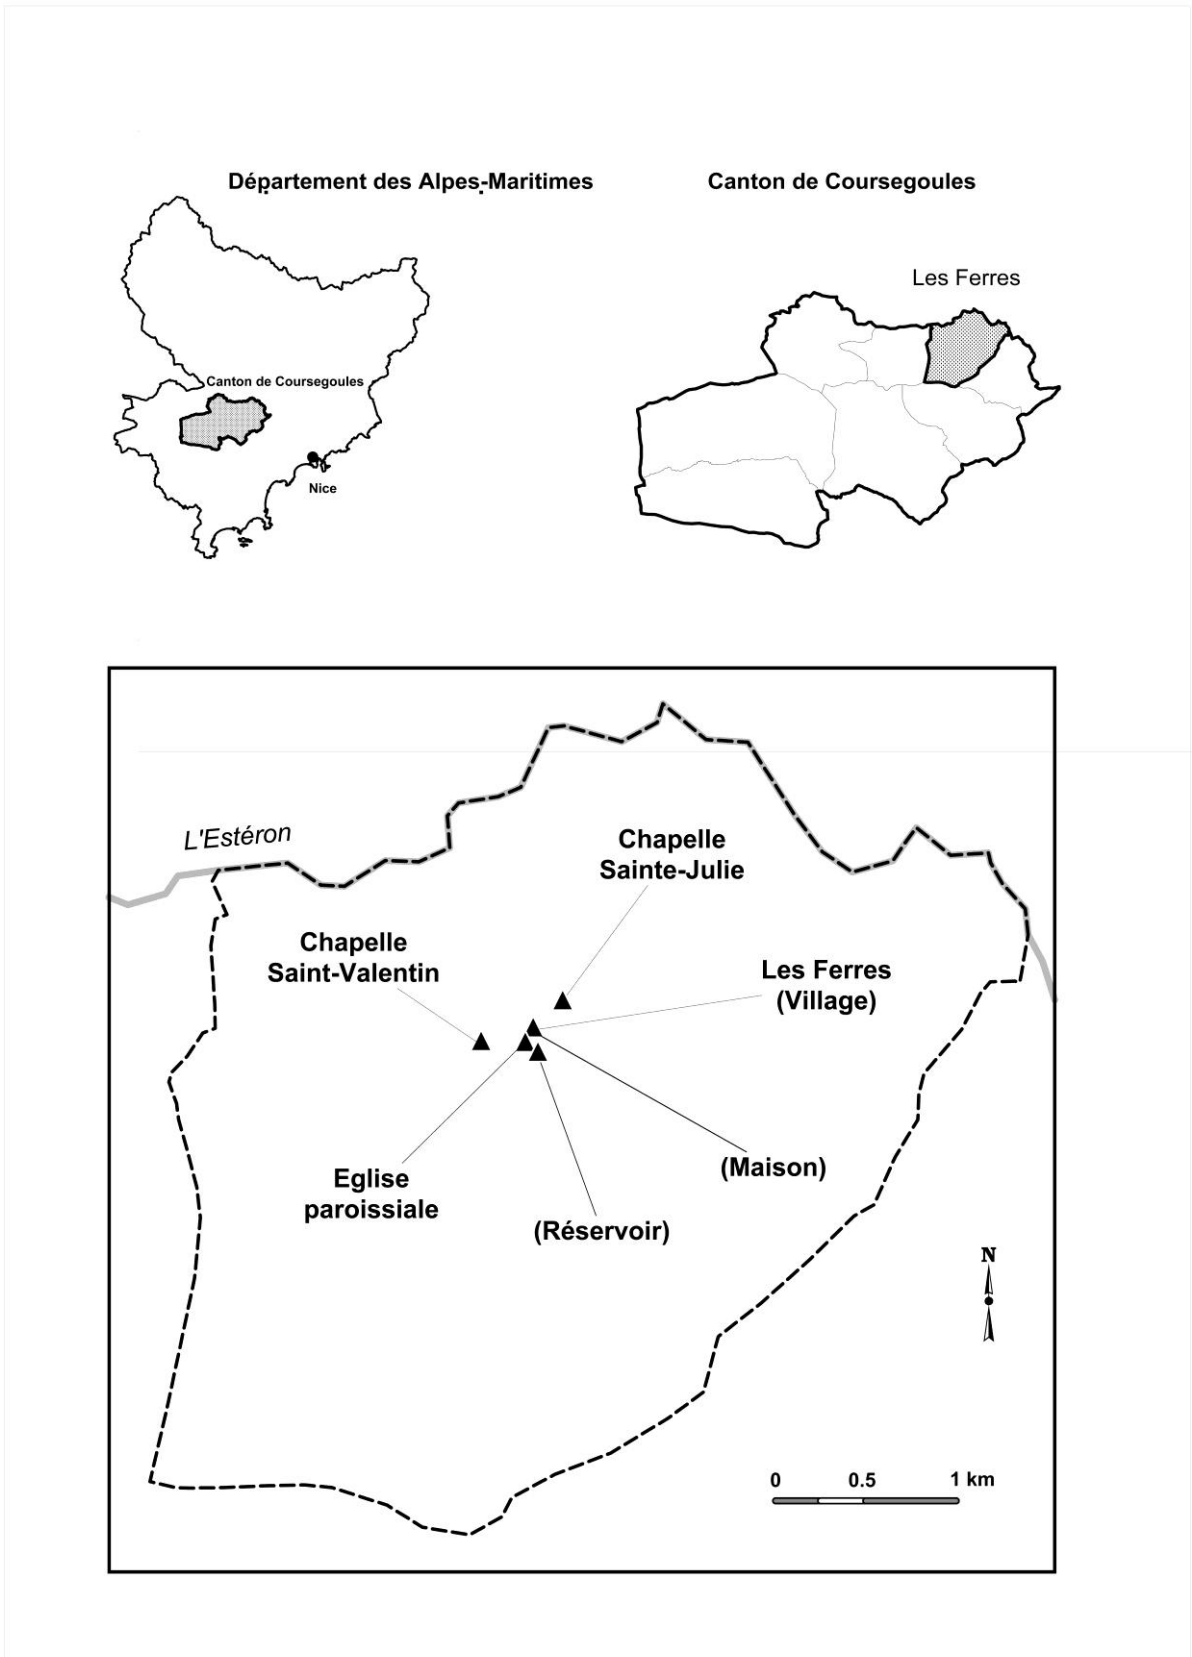 Département des Alpes-Maritimes
Canton de Coursegoules
Les Ferres
Canton de Coursegoules
Nice
L'Estéron
Chapelle
Sainte-Julie
Chapelle
Saint-Valentin
Les Ferres
(Village)
(Maison)
Eglise
paroissiale
(Réservoir)
N
0 0.5 1 km